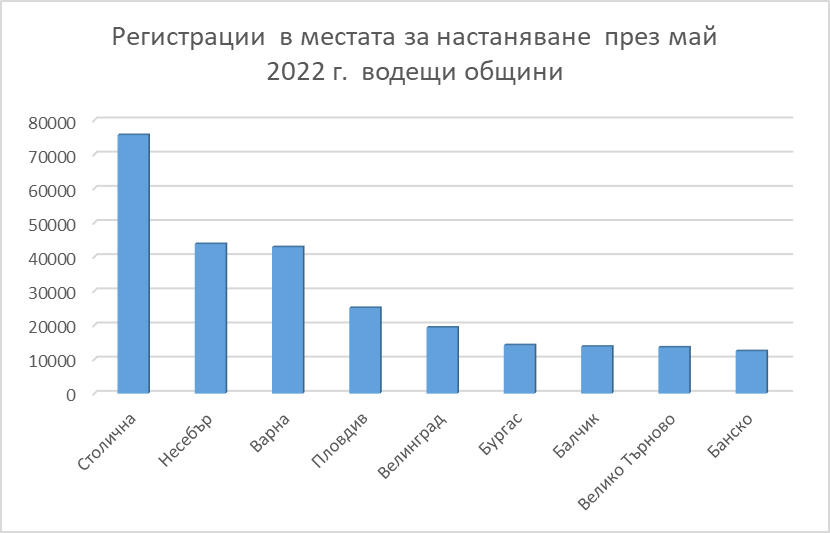 Регистрации в местата за настаняване през май
2022 г. водещи общини
80000
70000
60000
50000
40000
30000
20000
10000
0
Столична
Несебър
Варна
Пловдив
Велинград
Бургас
Балчик
Велико Търново
Банско